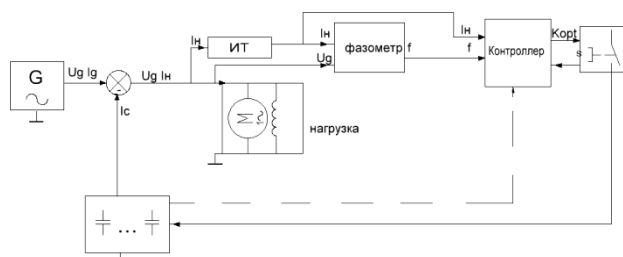 Iн
ИТ
Iн
Ug
фазометр
f
Iн
f
Контроллер
Kopt
s
G
Ug Ig
-
Ug Iн
Ic
M
нагрузка
...